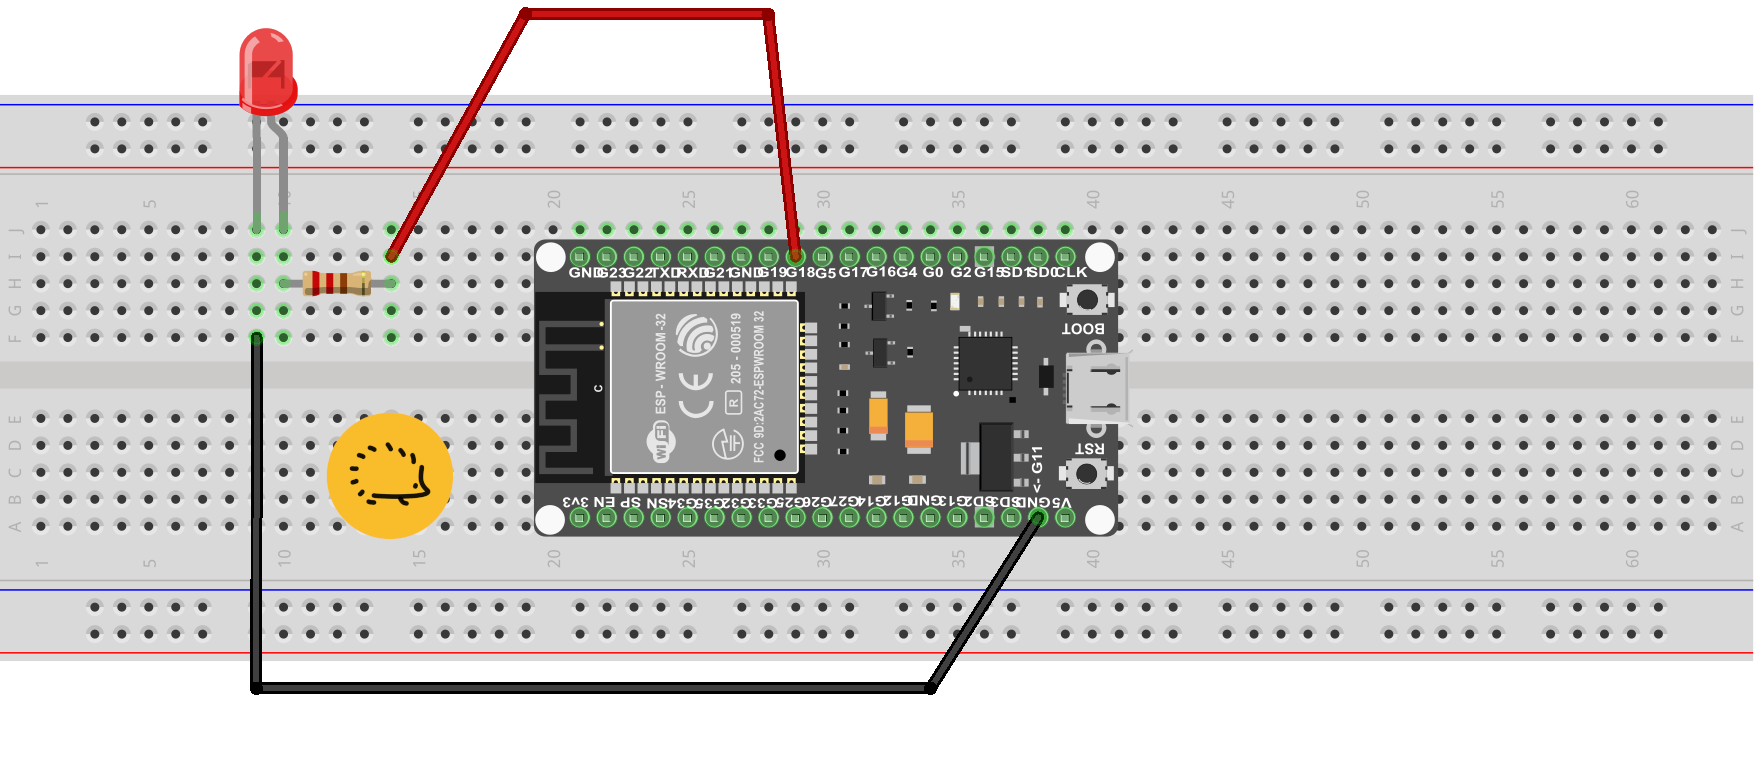 1 5 10 15 20 25 30 35 40 45 50 55 60
J
I
H
G
F
GND G23 G22 TXD RXD G21 GND G19 G18 G5 G17 G16 G4 G0 G2 G15 SD1 SD0 CLK
BOOT
ESP - WROOM-32
CE
205 - 000519
R
FCC 9D:2AC72-ESPWROOM 32
WiFi
C
RST
<- G11
3v3 EN SP SN G34 G35 G32 G33 G25 G26 G27 G14 G12 GND G13 SD2 SD3 GND V5
E
D
C
B
A
1 5 10 15 20 25 30 35 40 45 50 55 60
J
I
H
G
F
E
D
C
B
A